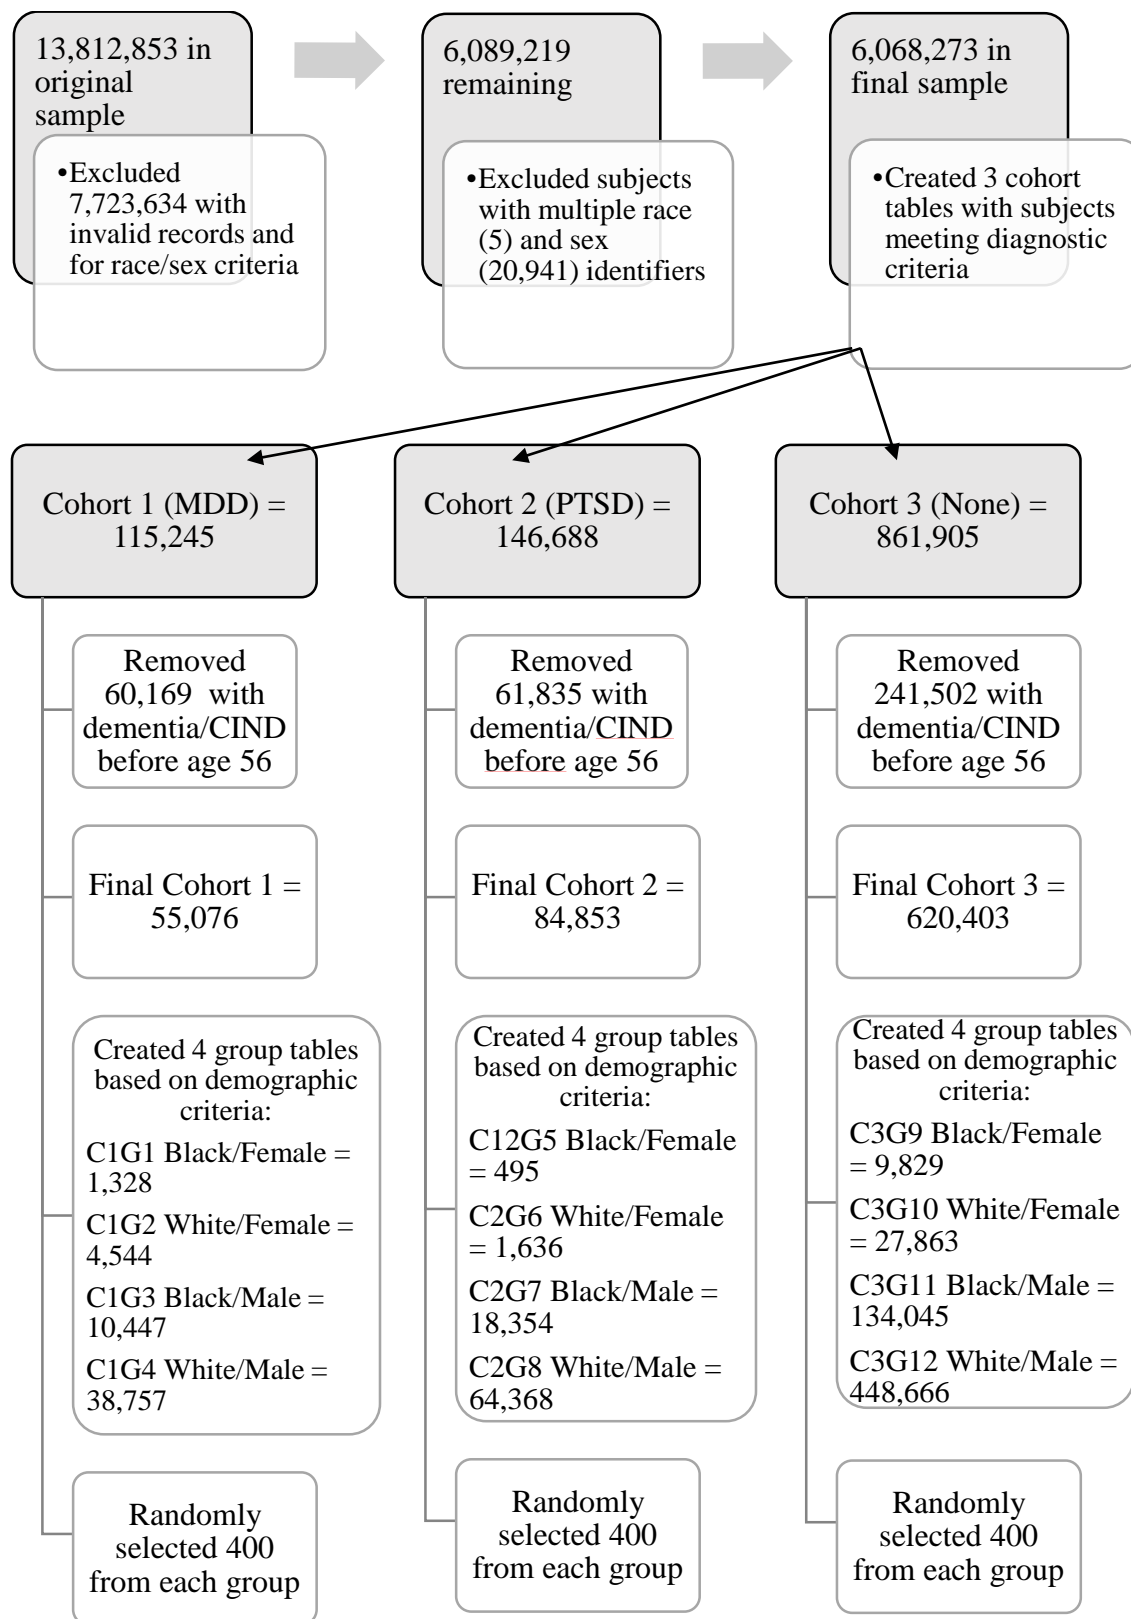 13,812,853 in
original
sample
•Excluded
7,723,634 with
invalid records and
for race/sex criteria
6,089,219
remaining
•Excluded subjects
with multiple race
(5) and sex
(20,941) identifiers
6,068,273 in
final sample
•Created 3 cohort
tables with subjects
meeting diagnostic
criteria
Cohort 1 (MDD) =
115,245
Removed
60,169 with
dementia/CIND
before age 56
Final Cohort 1 =
55,076
Created 4 group tables
based on demographic
criteria:
C1G1 Black/Female =
1,328
C1G2 White/Female =
4,544
C1G3 Black/Male =
10,447
C1G4 White/Male =
38,757
Randomly
selected 400
from each group
Cohort 2 (PTSD) =
146,688
Removed
61,835 with
dementia/CIND
before age 56
Final Cohort 2 =
84,853
Created 4 group tables
based on demographic
criteria:
C12G5 Black/Female
= 495
C2G6 White/Female
= 1,636
C2G7 Black/Male =
18,354
C2G8 White/Male =
64,368
Randomly
selected 400
from each group
Cohort 3 (None) =
861,905
Removed
241,502 with
dementia/CIND
before age 56
Final Cohort 3 =
620,403
Created 4 group tables
based on demographic
criteria:
C3G9 Black/Female
= 9,829
C3G10 White/Female
= 27,863
C3G11 Black/Male =
134,045
C3G12 White/Male =
448,666
Randomly
selected 400
from each group